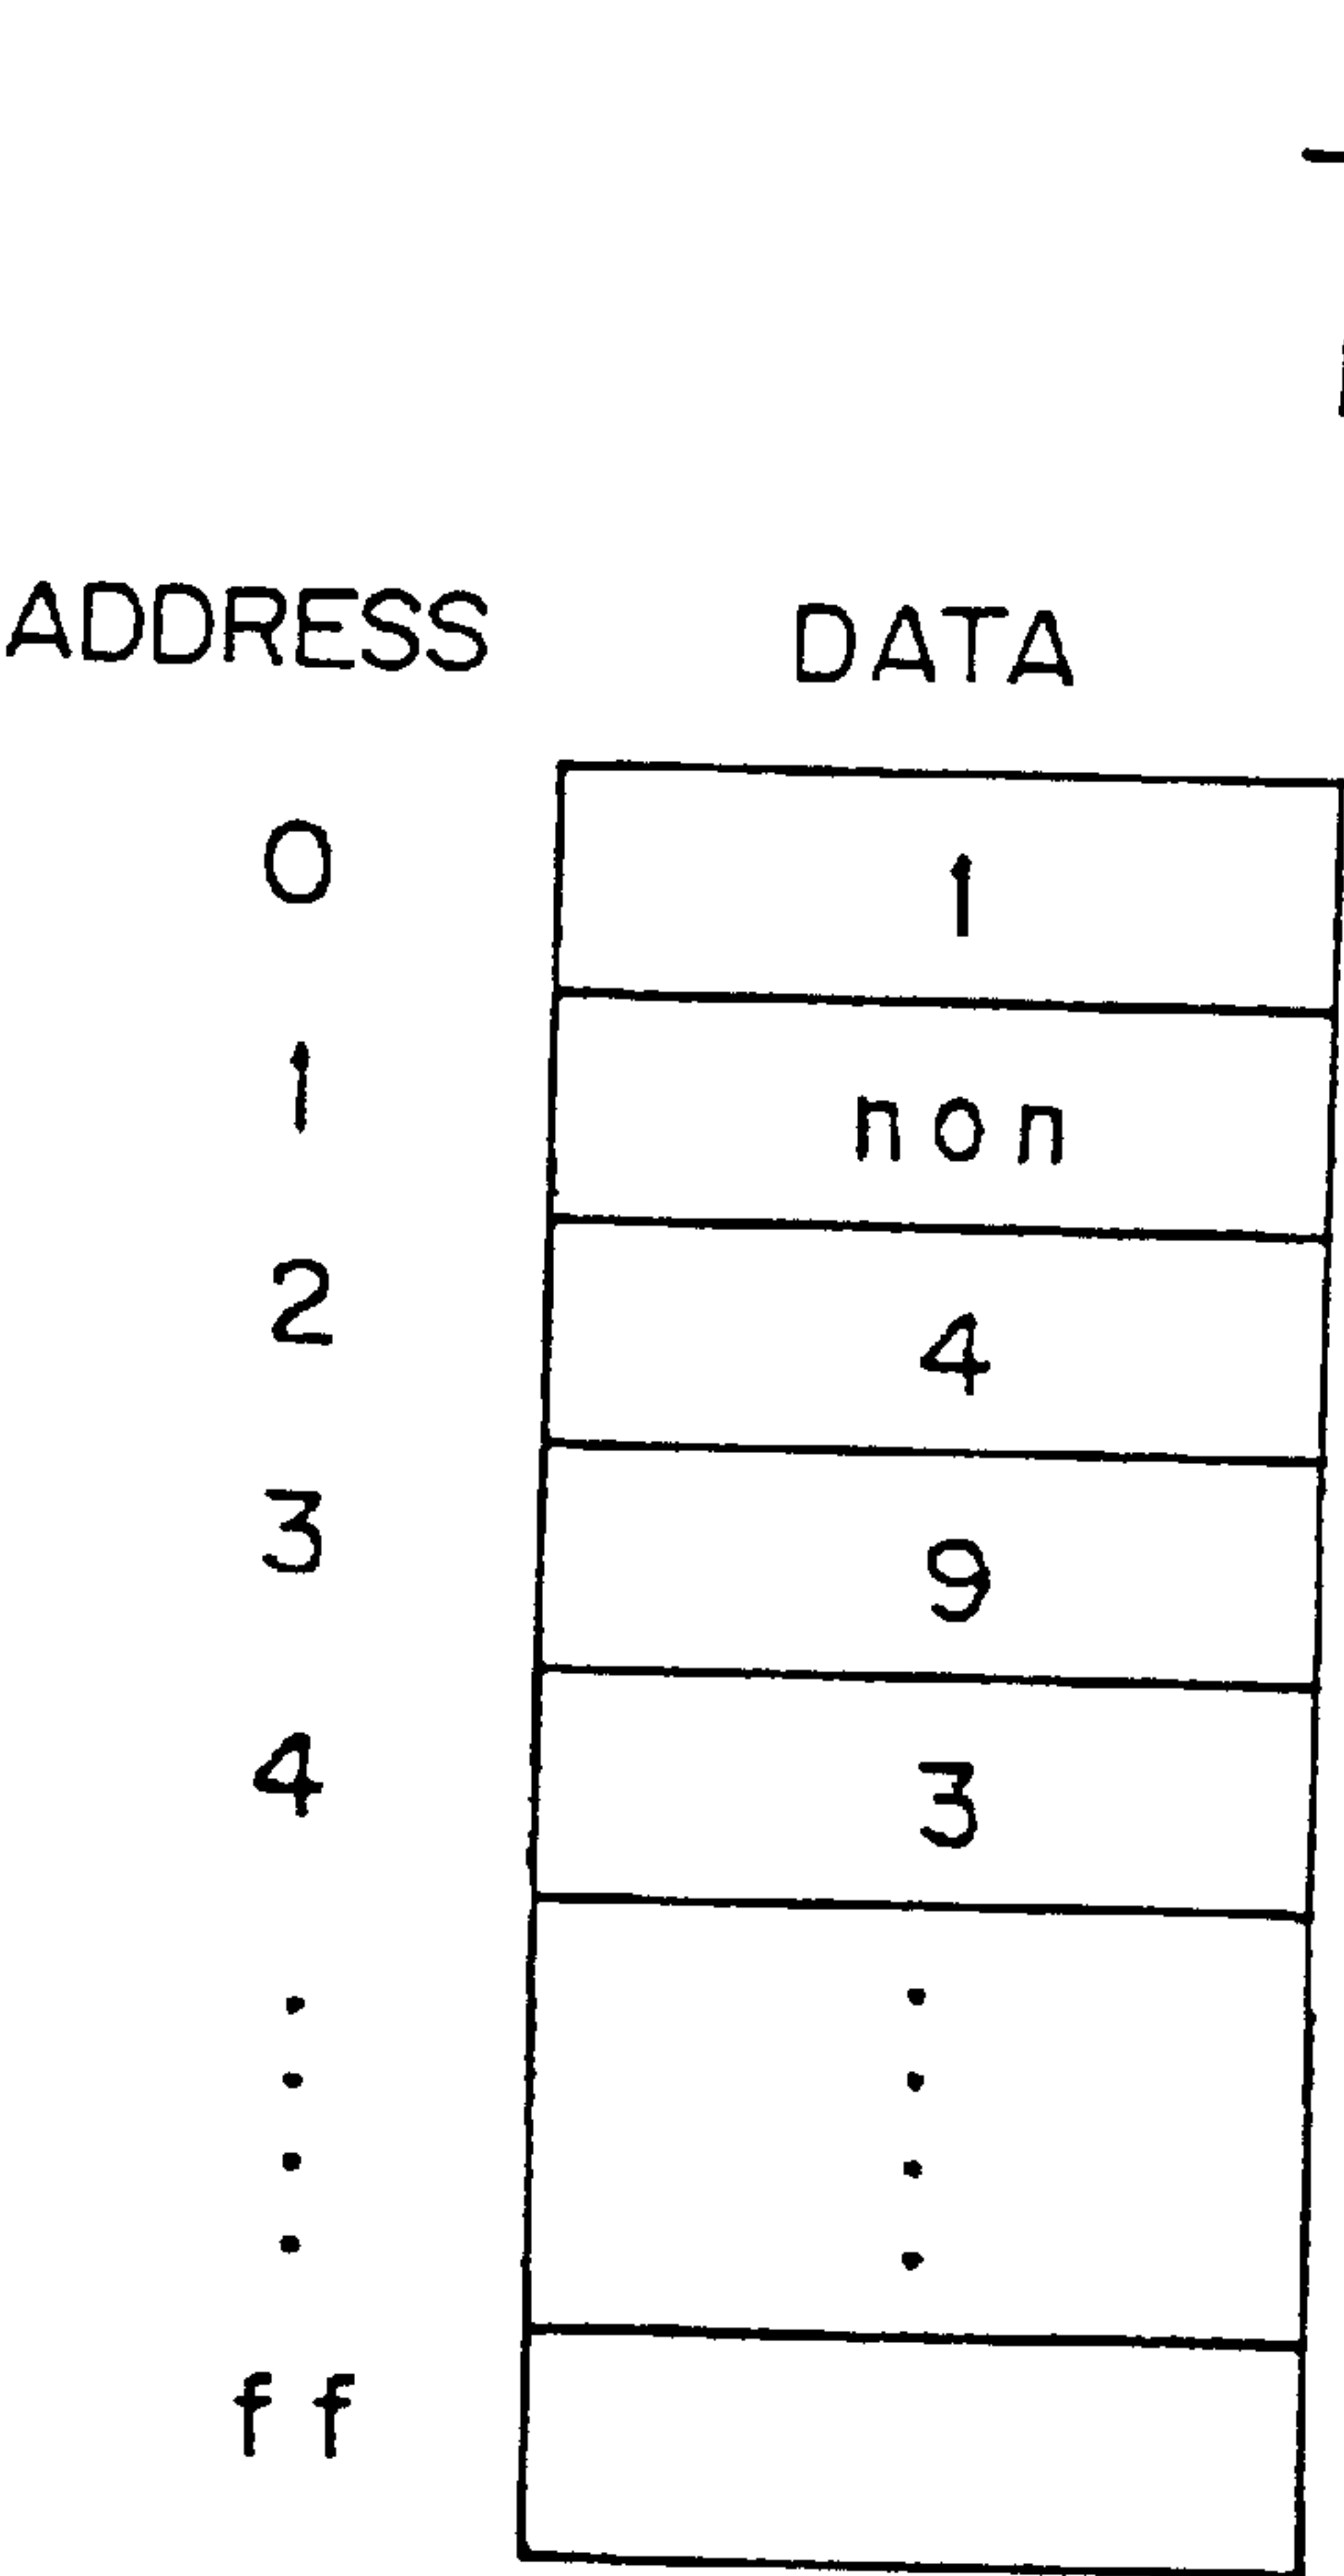 ADDRESS DATA
0 1
1 non
2 4
3 9
4 3
. .
. .
. .
. .
ff